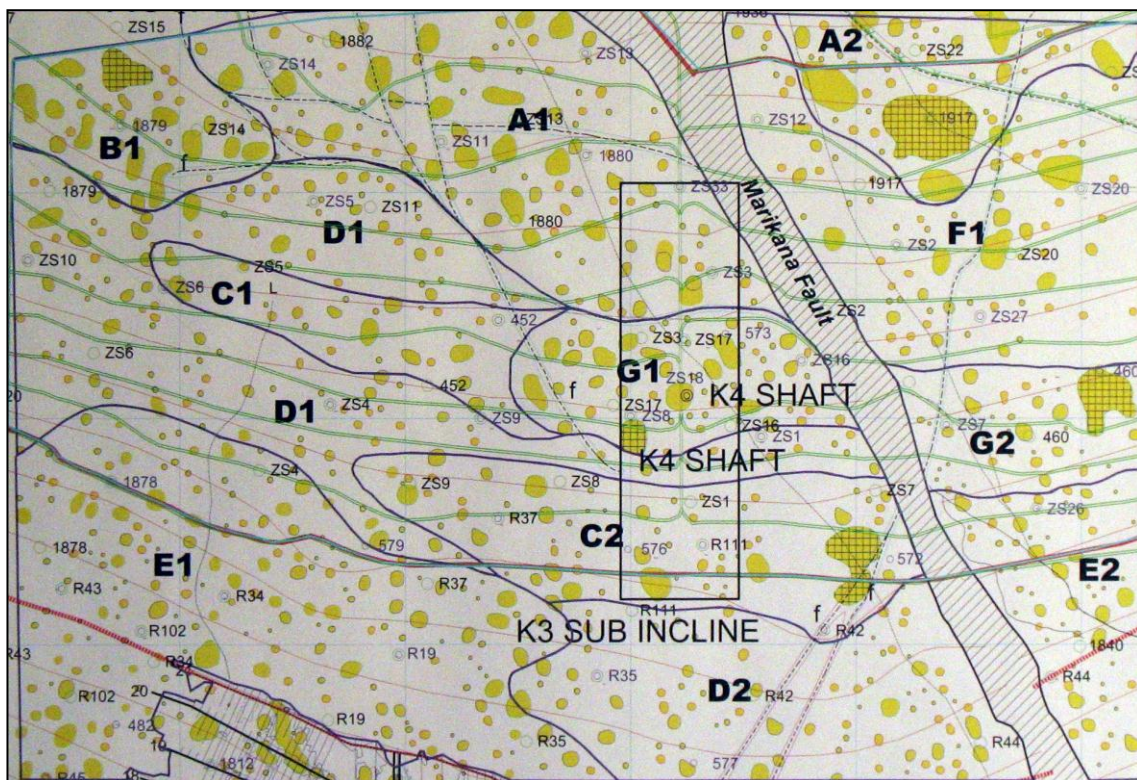 ZS15
1882
ZS13
A2
ZS22
ZS14
1879
ZS14
A1
ZS13
ZS12
1917
B1
f
ZS11
1880
1879
ZS5
ZS11
1880
ZS33
Marikana Fault
1917
ZS20
D1
ZS2
F1
ZS20
ZS10
ZS5
C1
ZS6
L
ZS3
ZS2
452
573
ZS27
ZS6
ZS3
ZS17
ZS16
G1
ZS18
460
20
452
f
K4 SHAFT
D1
ZS4
ZS9
ZS17
ZS8
ZS16
ZS1
ZS7
460
G2
K4 SHAFT
1878
ZS4
ZS9
ZS8
ZS1
ZS7
ZS26
R37
C2
579
576
R111
572
1878
E1
R43
R34
R37
E2
f
R111
f
R42
K3 SUB INCLINE
R102
R43
R34
R19
1840
R35
D2
R42
R44
R102
20
R19
482
R35
R44
1812
577